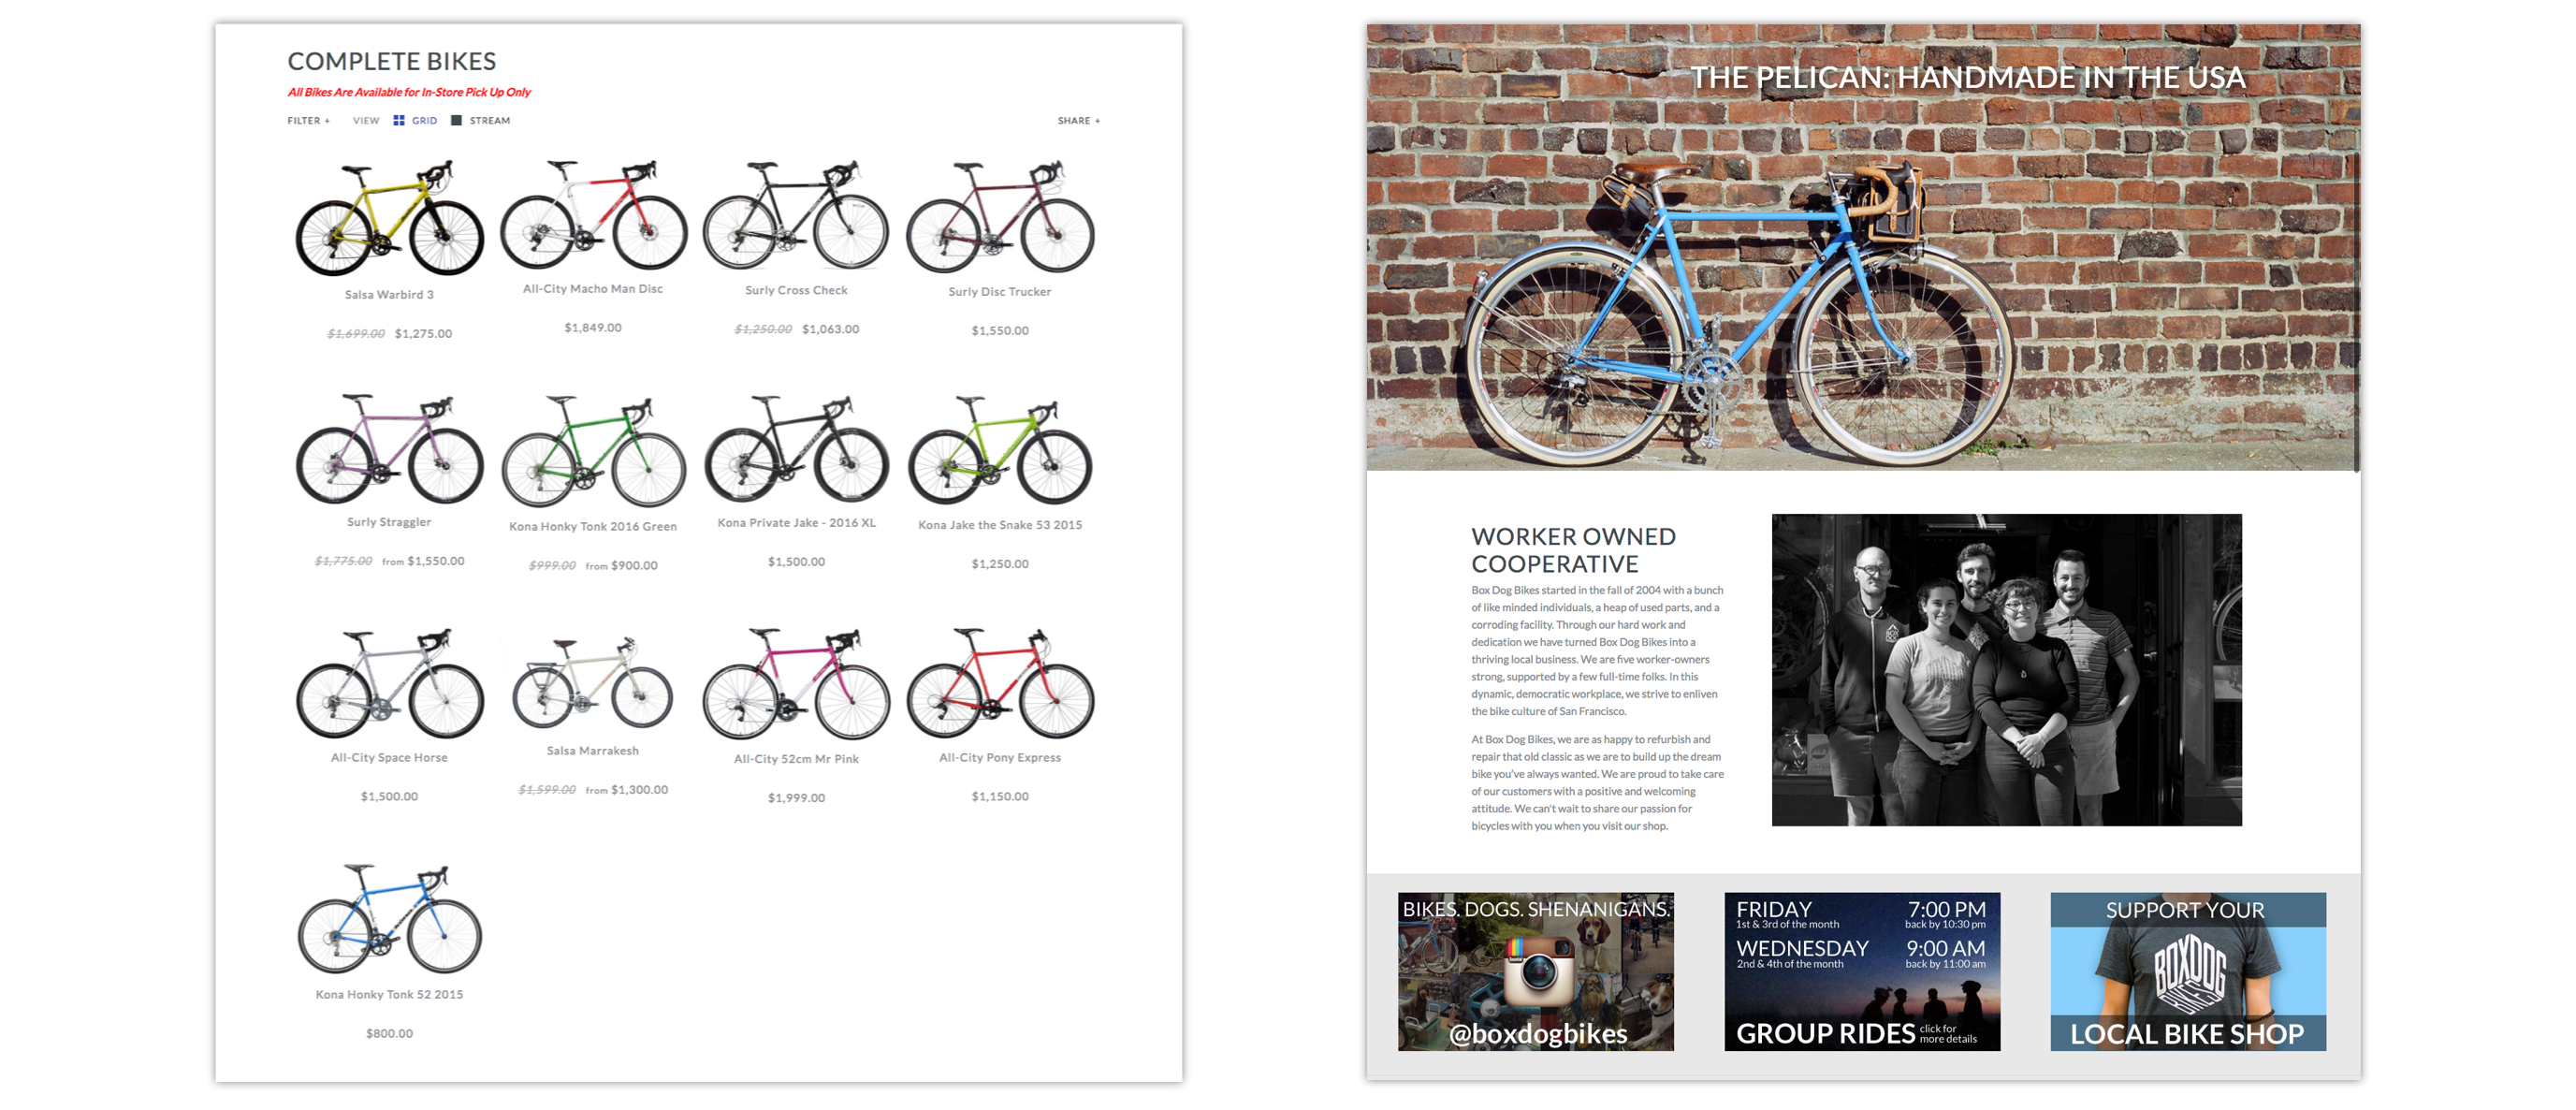 COMPLETE BIKES
All Bikes Are Available for In-Store Pick Up Only
FILTER + VIEW GRID STREAM SHARE +
Salsa Warbird 3
$1,699.00 $1,275.00
All-City Macho Man Disc
$1,849.00
Surly Cross Check
$1,250.00 $1,063.00
Surly Disc Trucker
$1,550.00
Surly Straggler
$1,775.00 from $1,550.00
Kona Honky Tonk 2016 Green
$999.00 from $900.00
Kona Private Jake - 2016 XL
$1,500.00
Kona Jake the Snake 53 2015
$1,250.00
All-City Space Horse
$1,500.00
Salsa Marrakesh
$1,599.00 from $1,300.00
All-City 52cm Mr Pink
$1,999.00
All-City Pony Express
$1,150.00
Kona Honky Tonk 52 2015
$800.00
THE PELICAN: HANDMADE IN THE USA
WORKER OWNED
COOPERATIVE
Box Dog Bikes started in the fall of 2004 with a bunch
of like minded individuals, a heap of used parts, and a
corroding facility. Through our hard work and
dedication we have turned Box Dog Bikes into a
thriving local business. We are five worker-owners
strong, supported by a few full-time folks. In this
dynamic, democratic workplace, we strive to enliven
the bike culture of San Francisco.
At Box Dog Bikes, we are as happy to refurbish and
repair that old classic as we are to build up the dream
bike you've always wanted. We are proud to take care
of our customers with a positive and welcoming
attitude. We can't wait to share our passion for
bicycles with you when you visit our shop.
BIKES. DOGS. SHENANIGANS.
@boxdogbikes
FRIDAY 7:00 PM
1st & 3rd of the month back by 10:30 pm
WEDNESDAY 9:00 AM
2nd & 4th of the month back by 11:00 am
GROUP RIDES click for
more details
SUPPORT YOUR
BOXDOG
BIKES
LOCAL BIKE SHOP